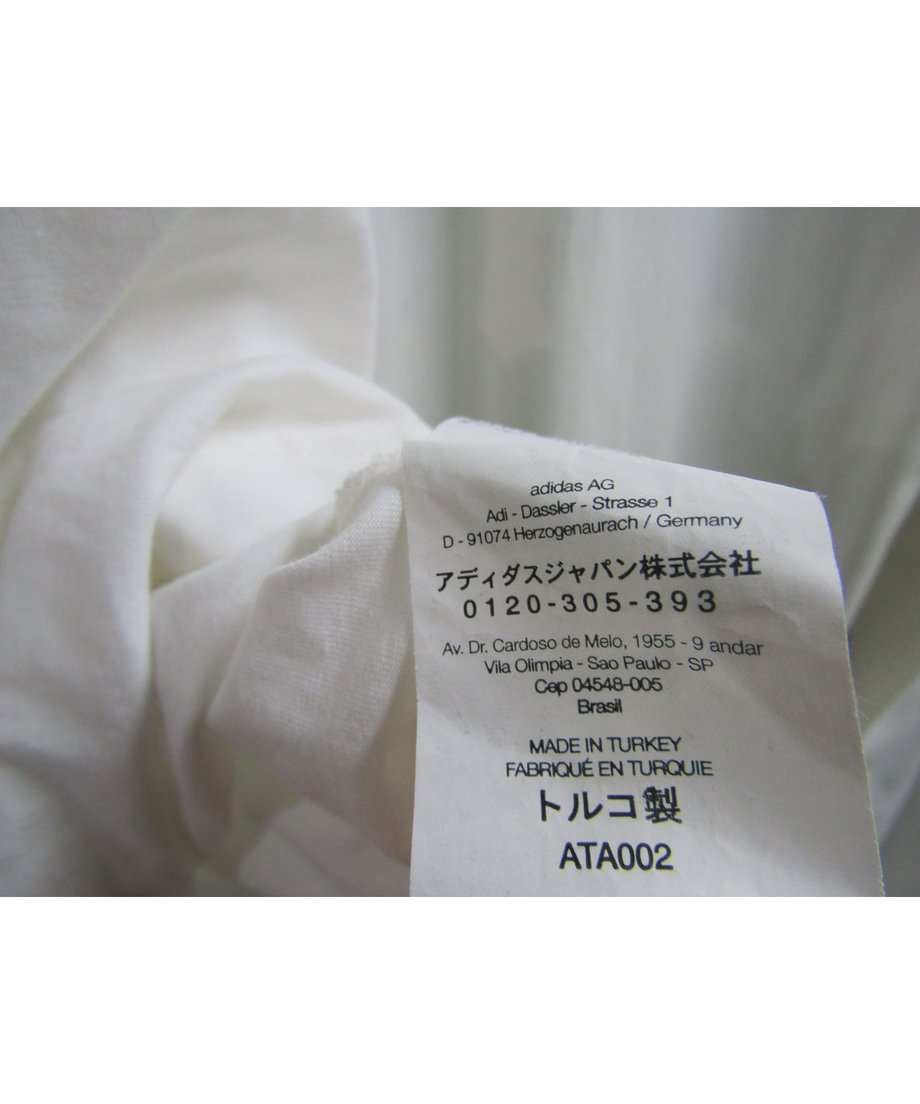 adidas AG
Adi - Dassler - Strasse 1
D - 91074 Herzogenaurach / Germany
アディダスジャパン株式会社
0120-305-393
Av. Dr. Cardoso de Melo, 1955 - 9 andar
Vila Olimpia - Sao Paulo - SP
Cep 04548-005
Brasil
MADE IN TURKEY
FABRIQUÉ EN TURQUIE
トルコ製
ATA002